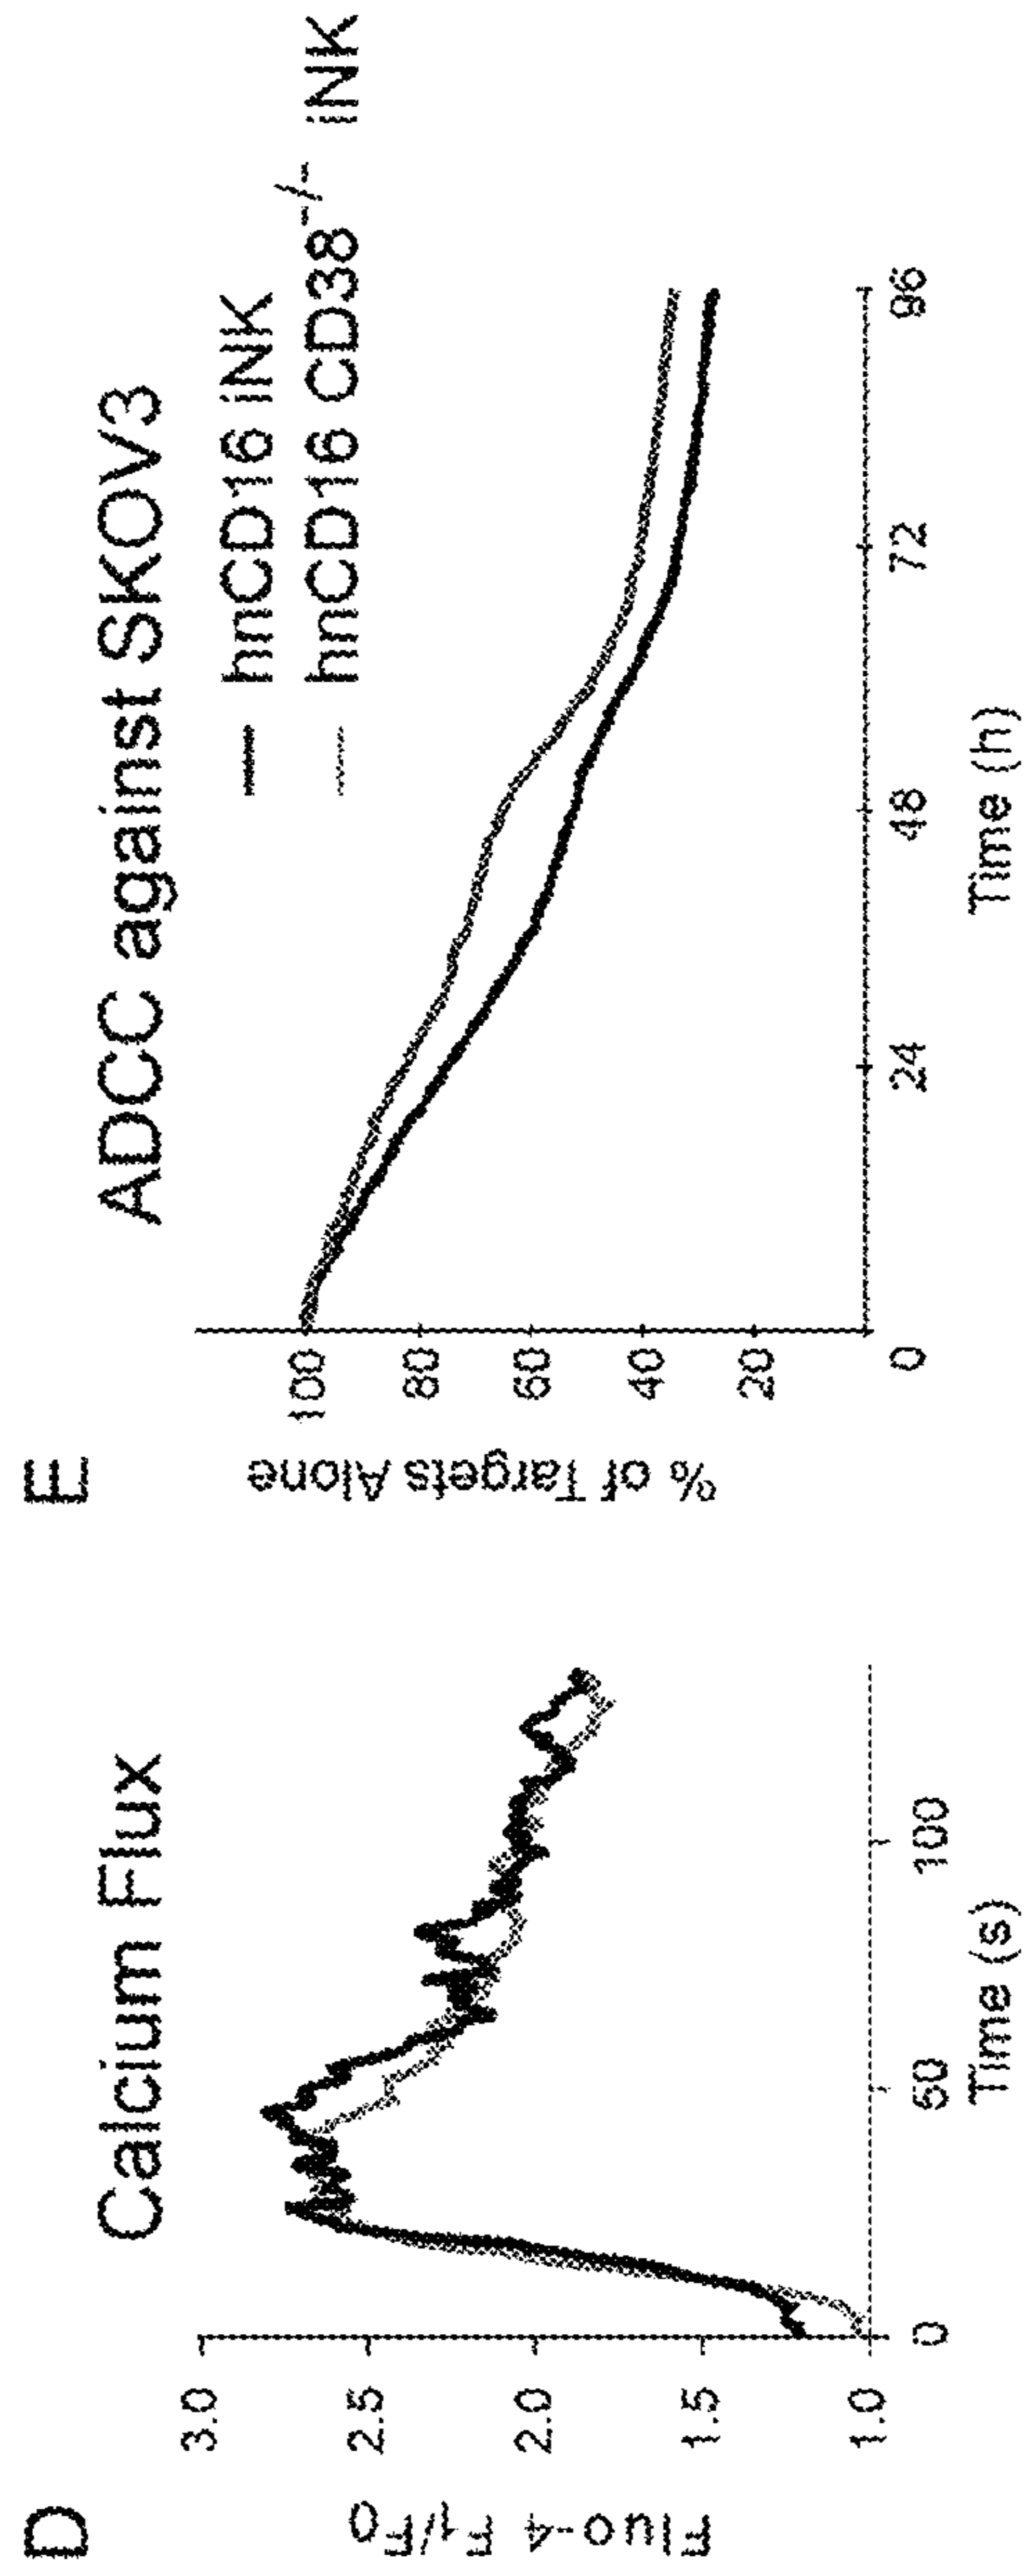 D
Calcium Flux
Fluo-4 F₁/F₀
3.0
2.5
2.0
1.5
1.0
0
50
100
Time (s)
E
ADCC against SKOV3
hnCD16 iNK
hnCD16 CD38⁻/⁻ iNK
% of Targets Alone
100
80
60
40
20
0
24
48
72
96
Time (h)